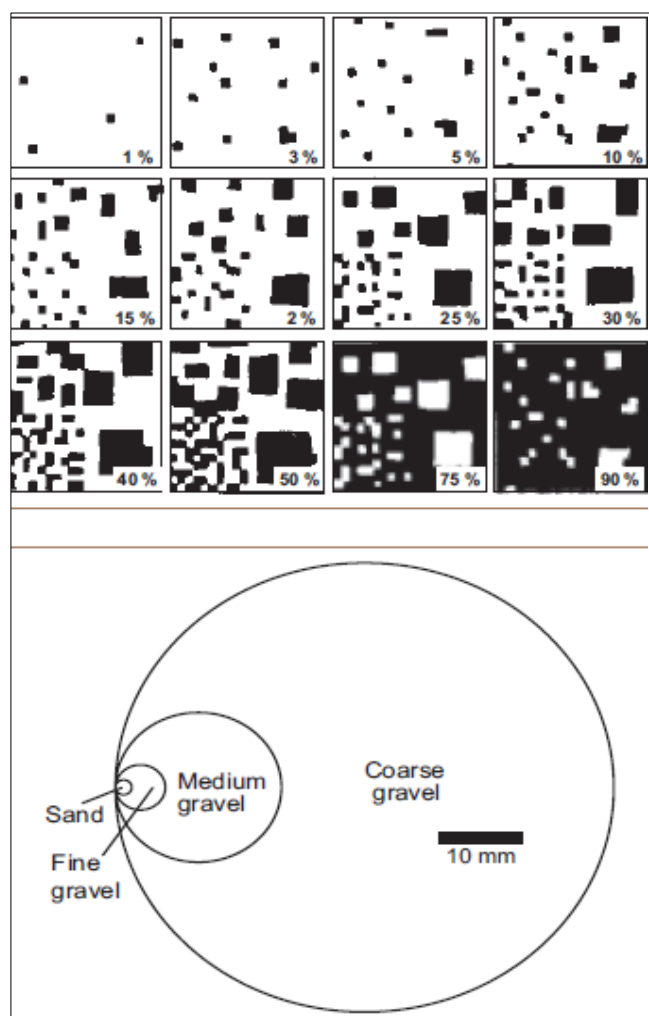 1 %
3 %
5 %
10 %
15 %
2 %
25 %
30 %
40 %
50 %
75 %
90 %
Coarse
gravel
Medium
gravel
Sand
10 mm
Fine
gravel